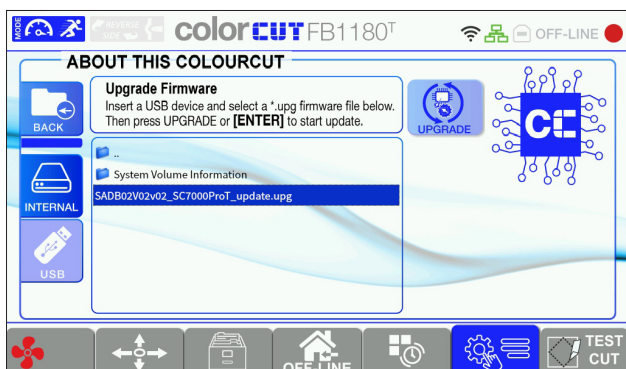 MODE
REVERSE
SIDE
colorCUT FB1180T
OFF-LINE
ABOUT THIS COLOURCUT
BACK
Upgrade Firmware
Insert a USB device and select a *.upg firmware file below.
Then press UPGRADE or [ENTER] to start update.
UPGRADE
CC
..
System Volume Information
SADB02V02v02_SC7000ProT_update.upg
INTERNAL
USB
OFF-LINE
TEST
CUT